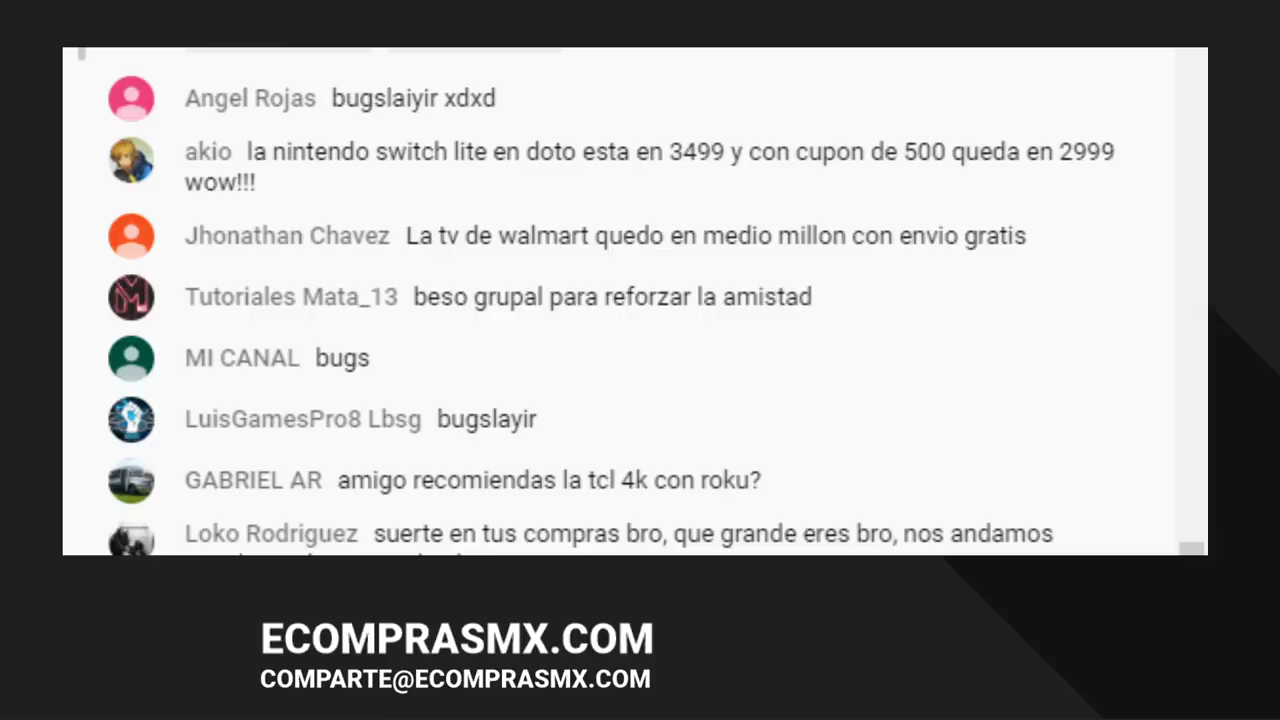 Angel Rojas bugslaiyir xdxd
akio la nintendo switch lite en doto esta en 3499 y con cupon de 500 queda en 2999
wow!!!
Jhonathan Chavez La tv de walmart quedo en medio millon con envio gratis
Tutoriales Mata_13 beso grupal para reforzar la amistad
MI CANAL bugs
LuisGamesPro8 Lbsg bugslayir
GABRIEL AR amigo recomiendas la tcl 4k con roku?
Loko Rodriguez suerte en tus compras bro, que grande eres bro, nos andamos
ECOMPRASMX.COM
COMPARTE@ECOMPRASMX.COM